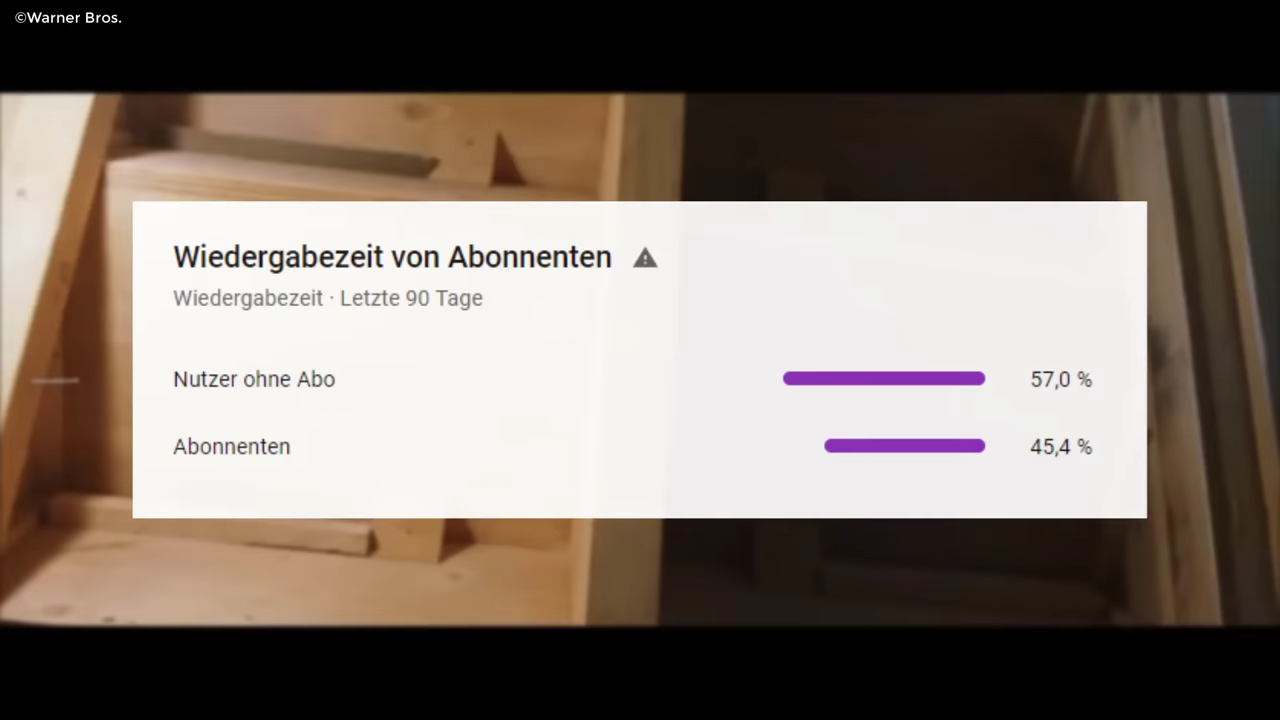 ©Warner Bros.
Wiedergabezeit von Abonnenten
Wiedergabezeit · Letzte 90 Tage
Nutzer ohne Abo 57,0 %
Abonnenten 45,4 %